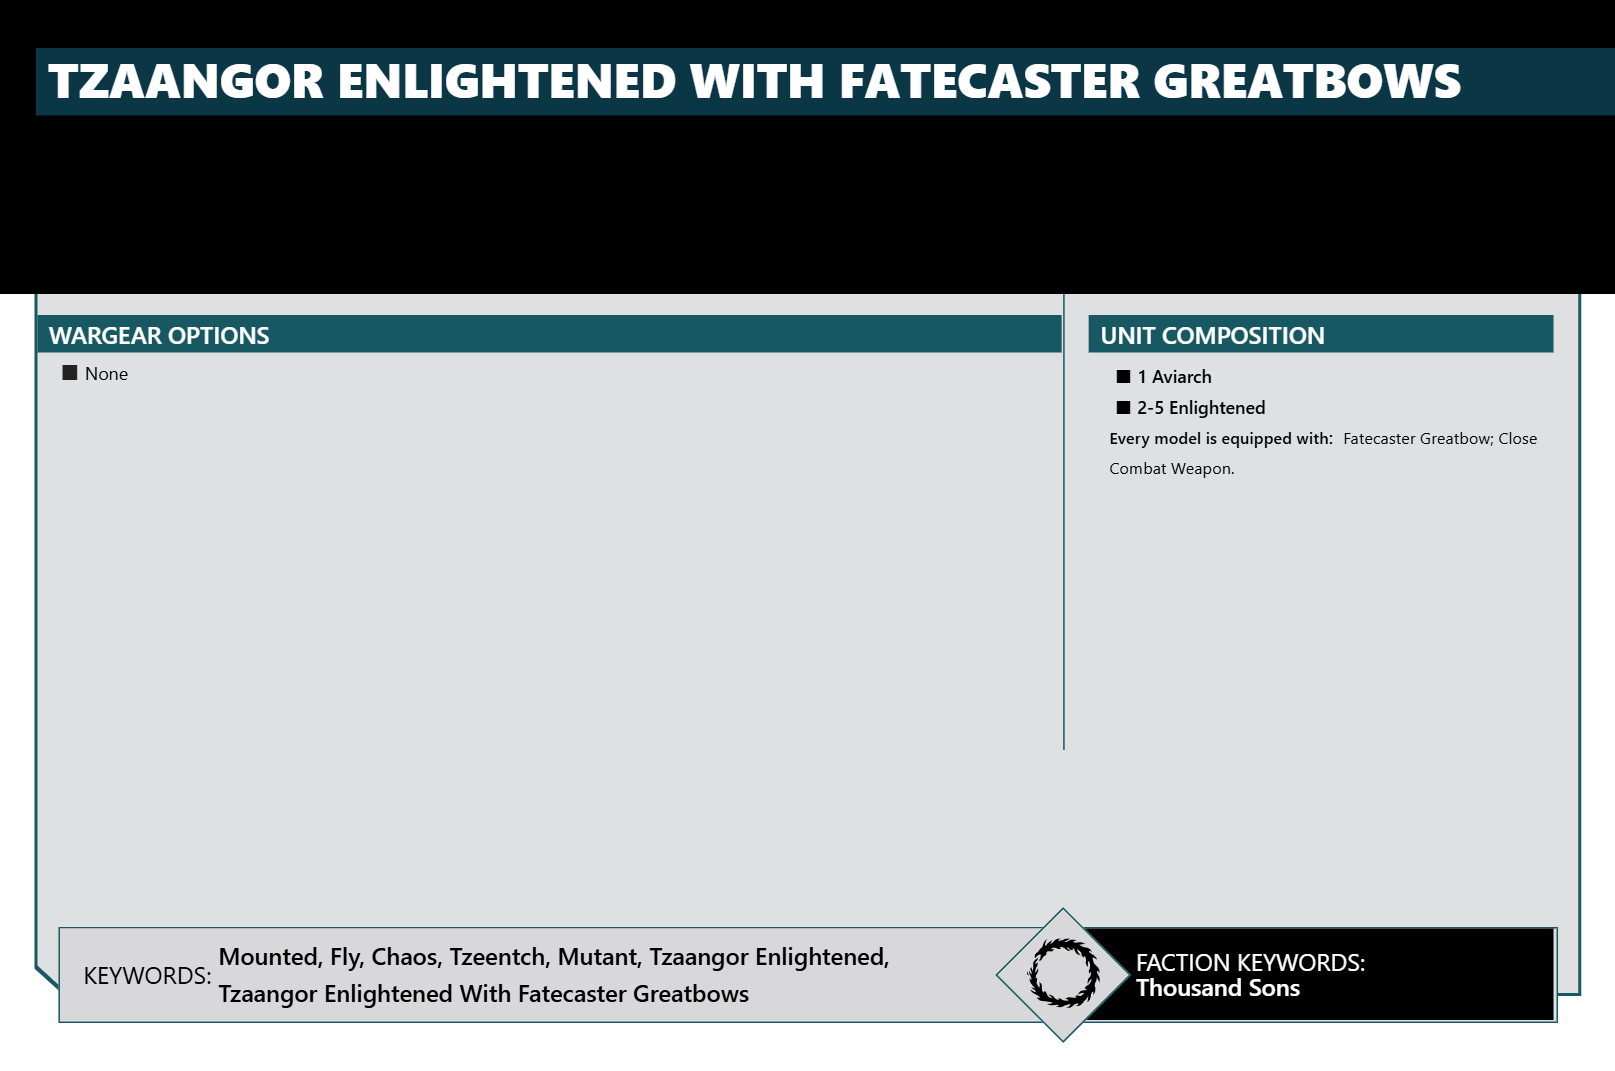 TZAANGOR ENLIGHTENED WITH FATECASTER GREATBOWS
WARGEAR OPTIONS
■ None
UNIT COMPOSITION
■ 1 Aviarch
■ 2-5 Enlightened
Every model is equipped with: Fatecaster Greatbow; Close
Combat Weapon.
KEYWORDS:
Mounted, Fly, Chaos, Tzeentch, Mutant, Tzaangor Enlightened,
Tzaangor Enlightened With Fatecaster Greatbows
FACTION KEYWORDS:
Thousand Sons